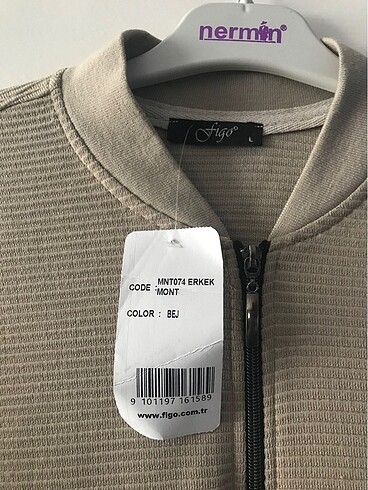 nermin®
Figo©
L
CODE : MNT074 ERKEK
MONT
COLOR : BEJ
9 101197 161589
www.figo.com.tr